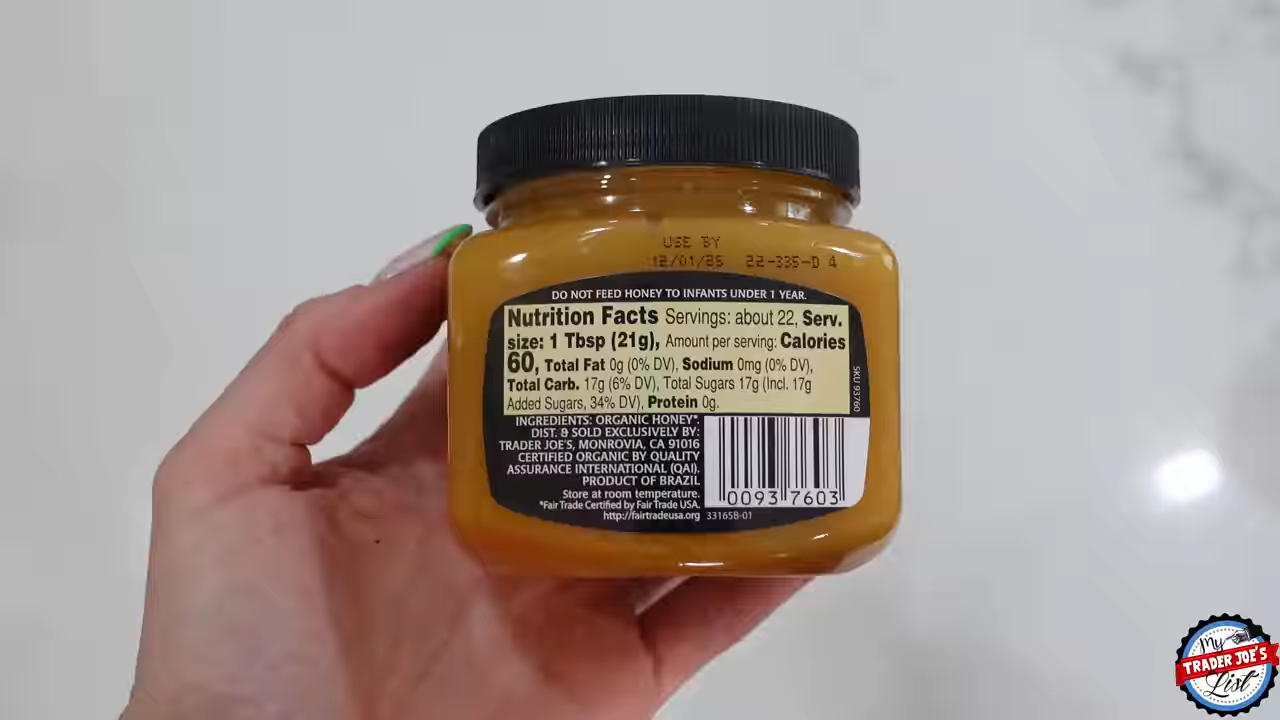 USE BY
12/01/25 22-335-D 4
DO NOT FEED HONEY TO INFANTS UNDER 1 YEAR.
Nutrition Facts Servings: about 22, Serv.
size: 1 Tbsp (21g), Amount per serving: Calories
60, Total Fat 0g (0% DV), Sodium 0mg (0% DV),
Total Carb. 17g (6% DV), Total Sugars 17g (Incl. 17g
Added Sugars, 34% DV), Protein 0g.
SKU 93760
INGREDIENTS: ORGANIC HONEY*.
DIST. & SOLD EXCLUSIVELY BY:
TRADER JOE'S, MONROVIA, CA 91016
CERTIFIED ORGANIC BY QUALITY
ASSURANCE INTERNATIONAL (QAI).
PRODUCT OF BRAZIL
Store at room temperature.
*Fair Trade Certified by Fair Trade USA.
http://fairtradeusa.org 33165B-01
0093 7603
My
TRADER JOE'S
List